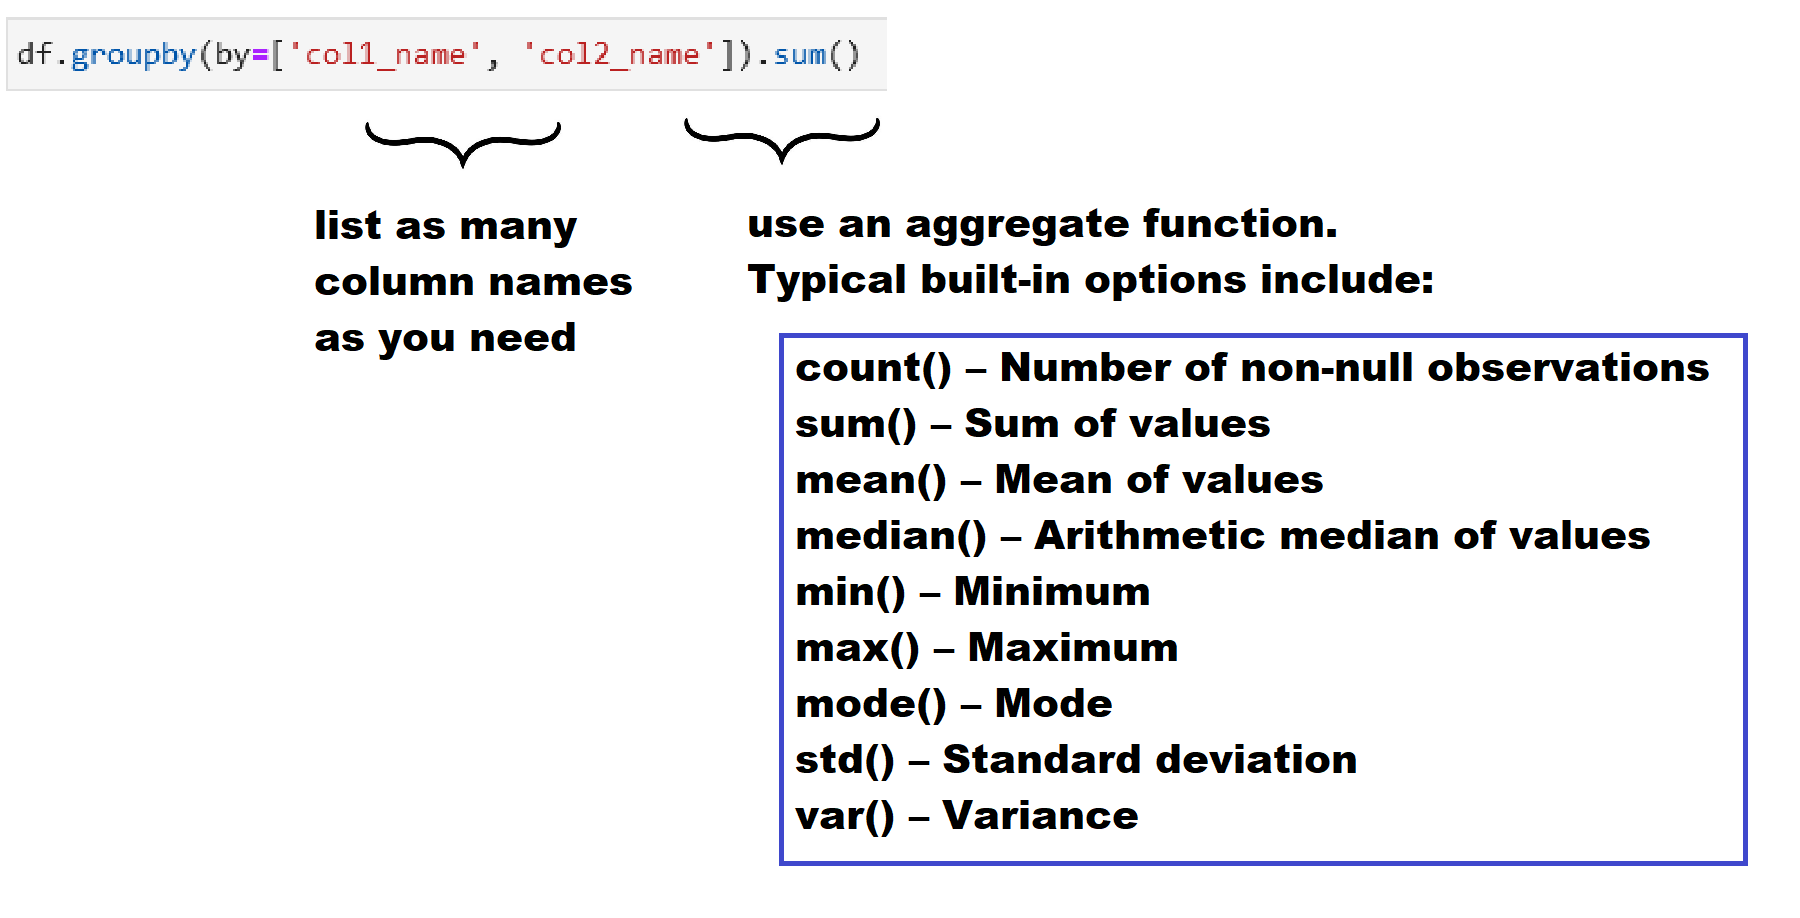 df.groupby(by=['col1_name', 'col2_name']).sum()
list as many
column names
as you need
use an aggregate function.
Typical built-in options include:
count() – Number of non-null observations
sum() – Sum of values
mean() – Mean of values
median() – Arithmetic median of values
min() – Minimum
max() – Maximum
mode() – Mode
std() – Standard deviation
var() – Variance